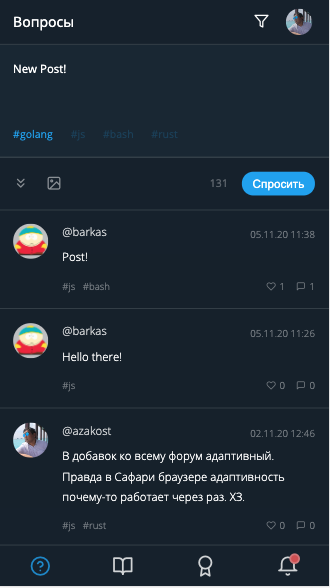 Вопросы
New Post!
#golang #js #bash #rust
131 Спросить
@barkas 05.11.20 11:38
Post!
#js #bash 1 1
@barkas 05.11.20 11:26
Hello there!
#js 0 0
@azakost 02.11.20 12:46
В добавок ко всему форум адаптивный.
Правда в Сафари браузере адаптивность
почему-то работает через раз. ХЗ.
#js #rust 0 0